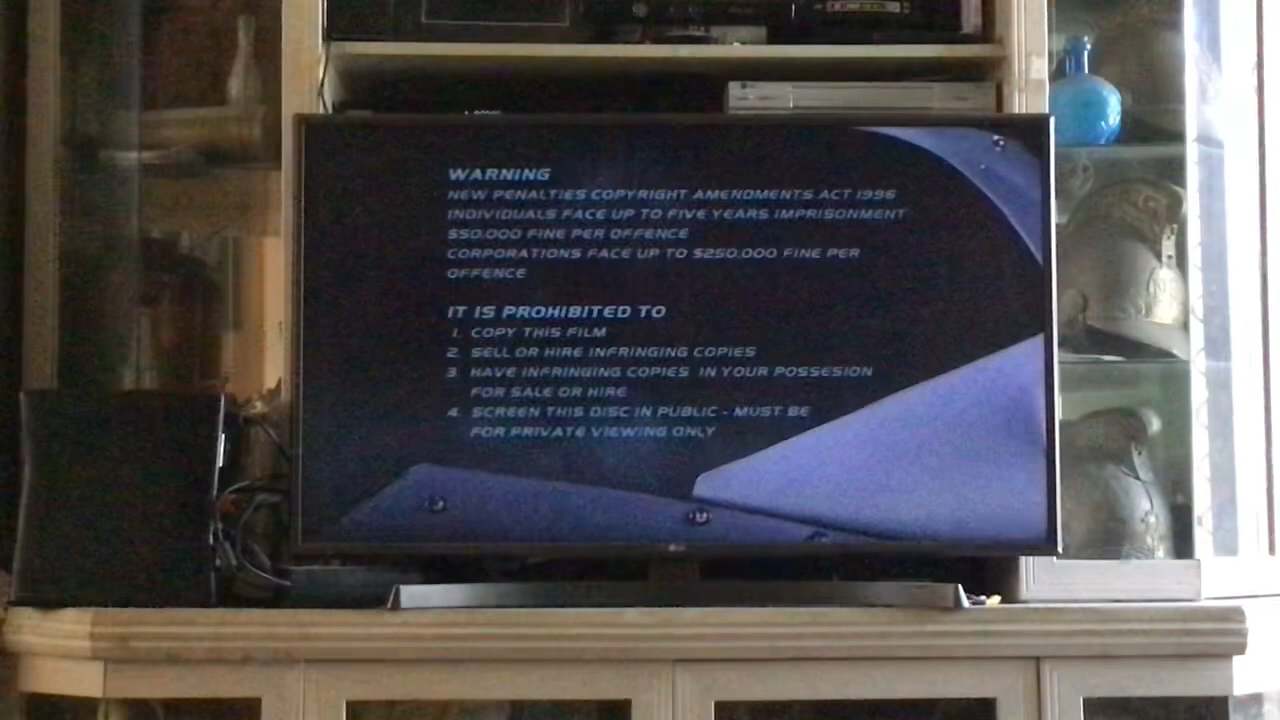 WARNING
NEW PENALTIES COPYRIGHT AMENDMENTS ACT 1996
INDIVIDUALS FACE UP TO FIVE YEARS IMPRISONMENT
$50.000 FINE PER OFFENCE
CORPORATIONS FACE UP TO $250.000 FINE PER
OFFENCE
IT IS PROHIBITED TO
1. COPY THIS FILM
2. SELL OR HIRE INFRINGING COPIES
3 HAVE INFRINGING COPIES IN YOUR POSSESION
FOR SALE OR HIRE
4. SCREEN THIS DISC IN PUBLIC - MUST BE
FOR PRIVATE VIEWING ONLY